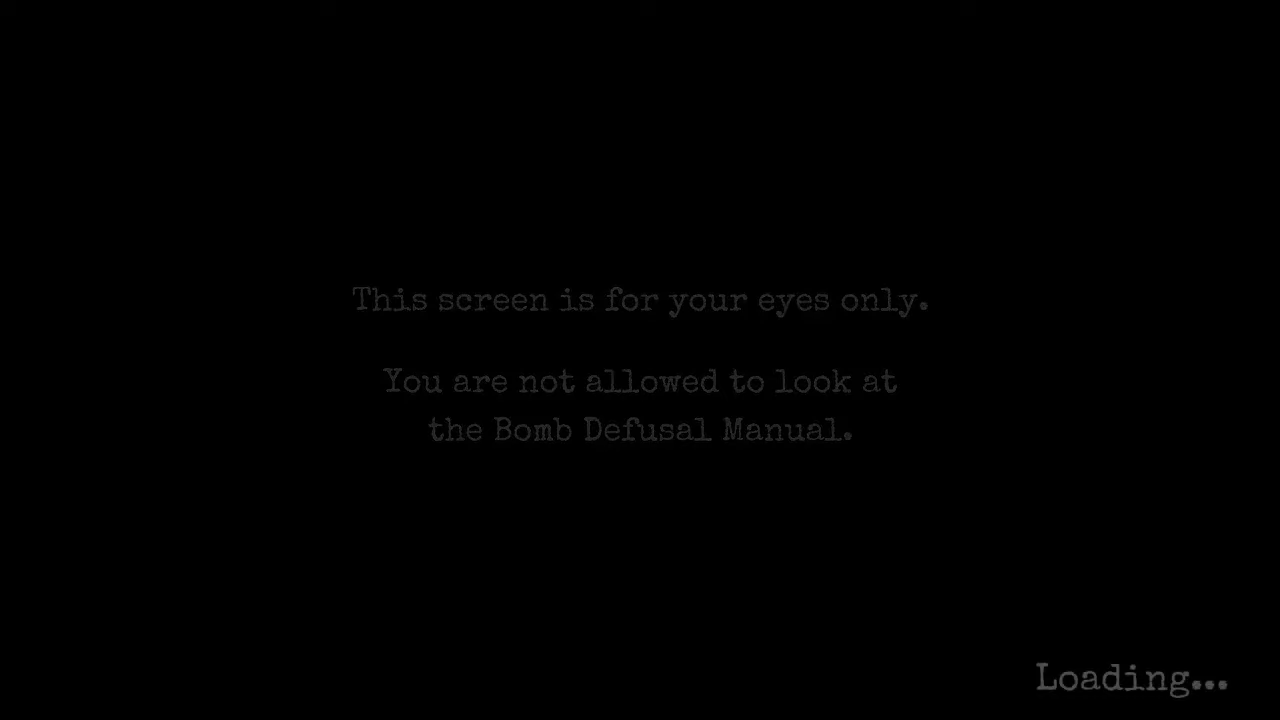 This screen is for your eyes only.
You are not allowed to look at
the Bomb Defusal Manual.
Loading...